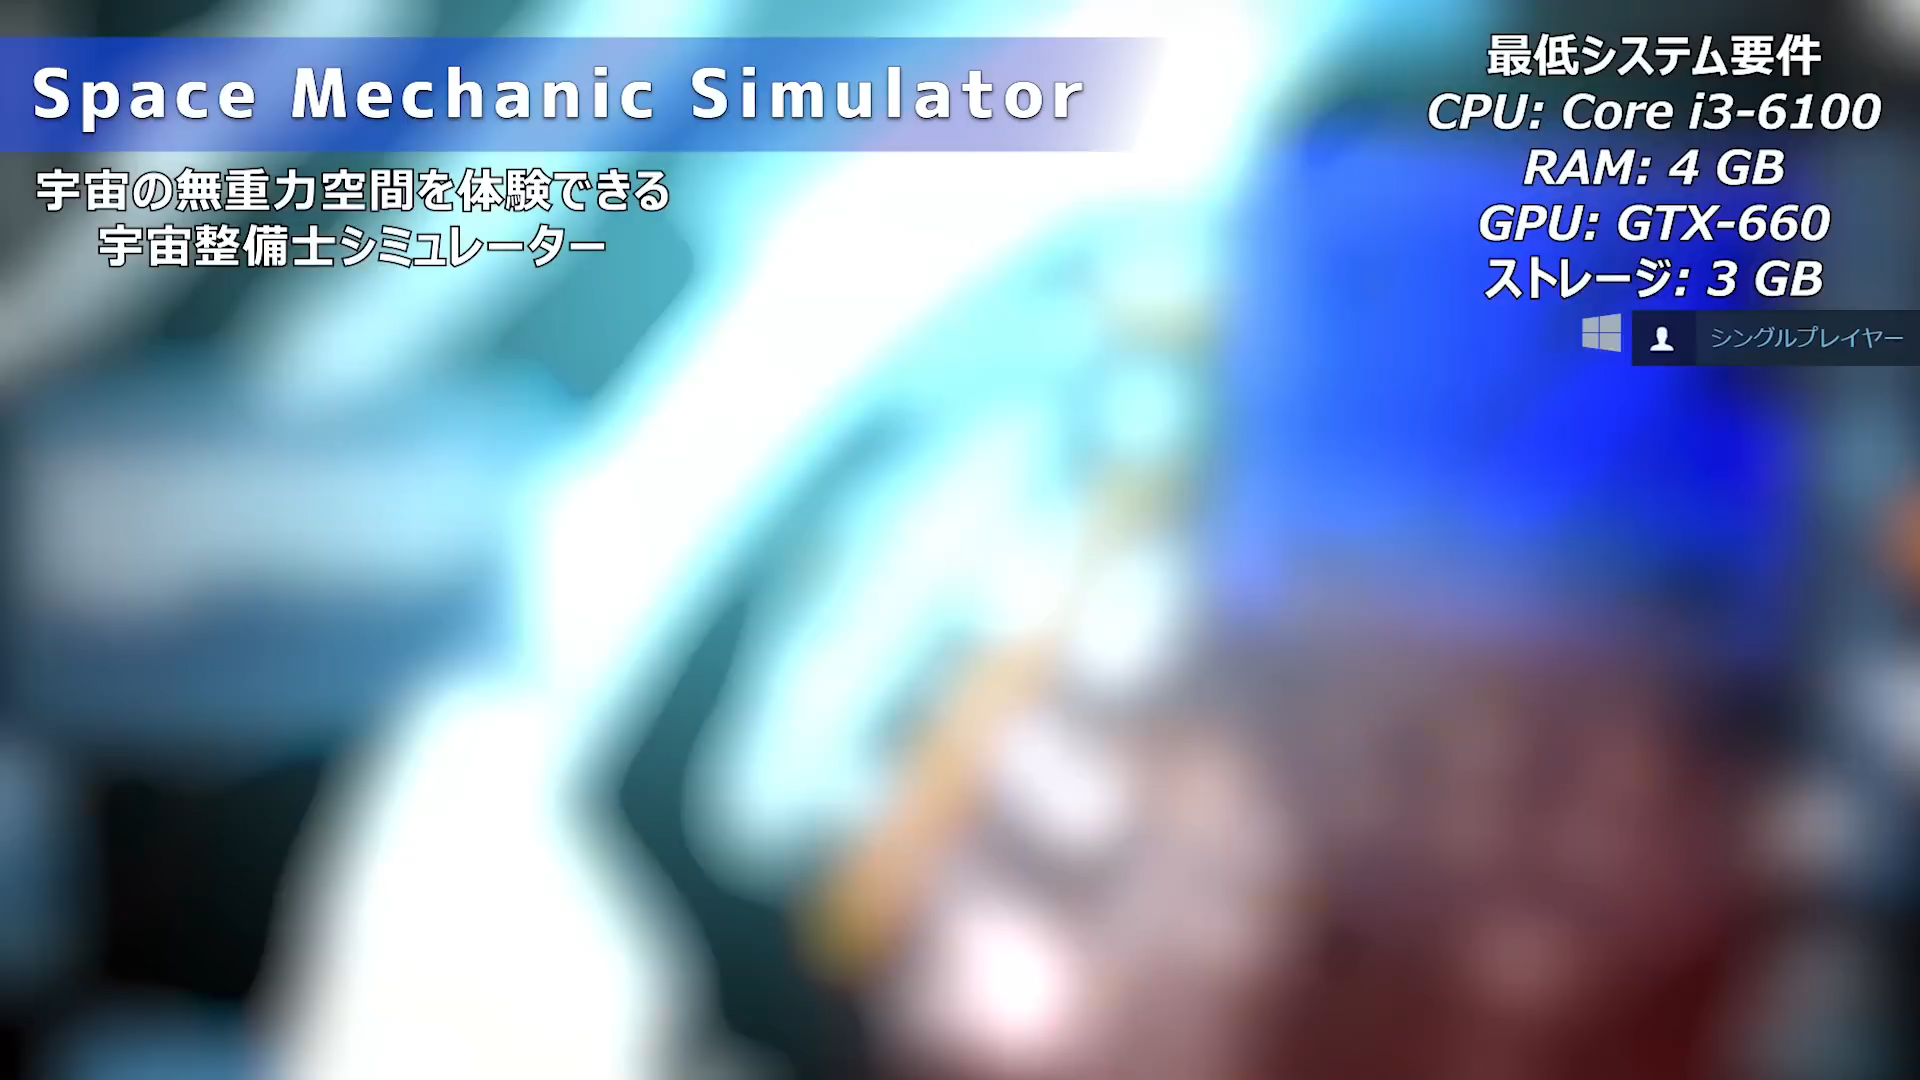 Space Mechanic Simulator
宇宙の無重力空間を体験できる
宇宙整備士シミュレーター
最低システム要件
CPU: Core i3-6100
RAM: 4 GB
GPU: GTX-660
ストレージ: 3 GB
シングルプレイヤー